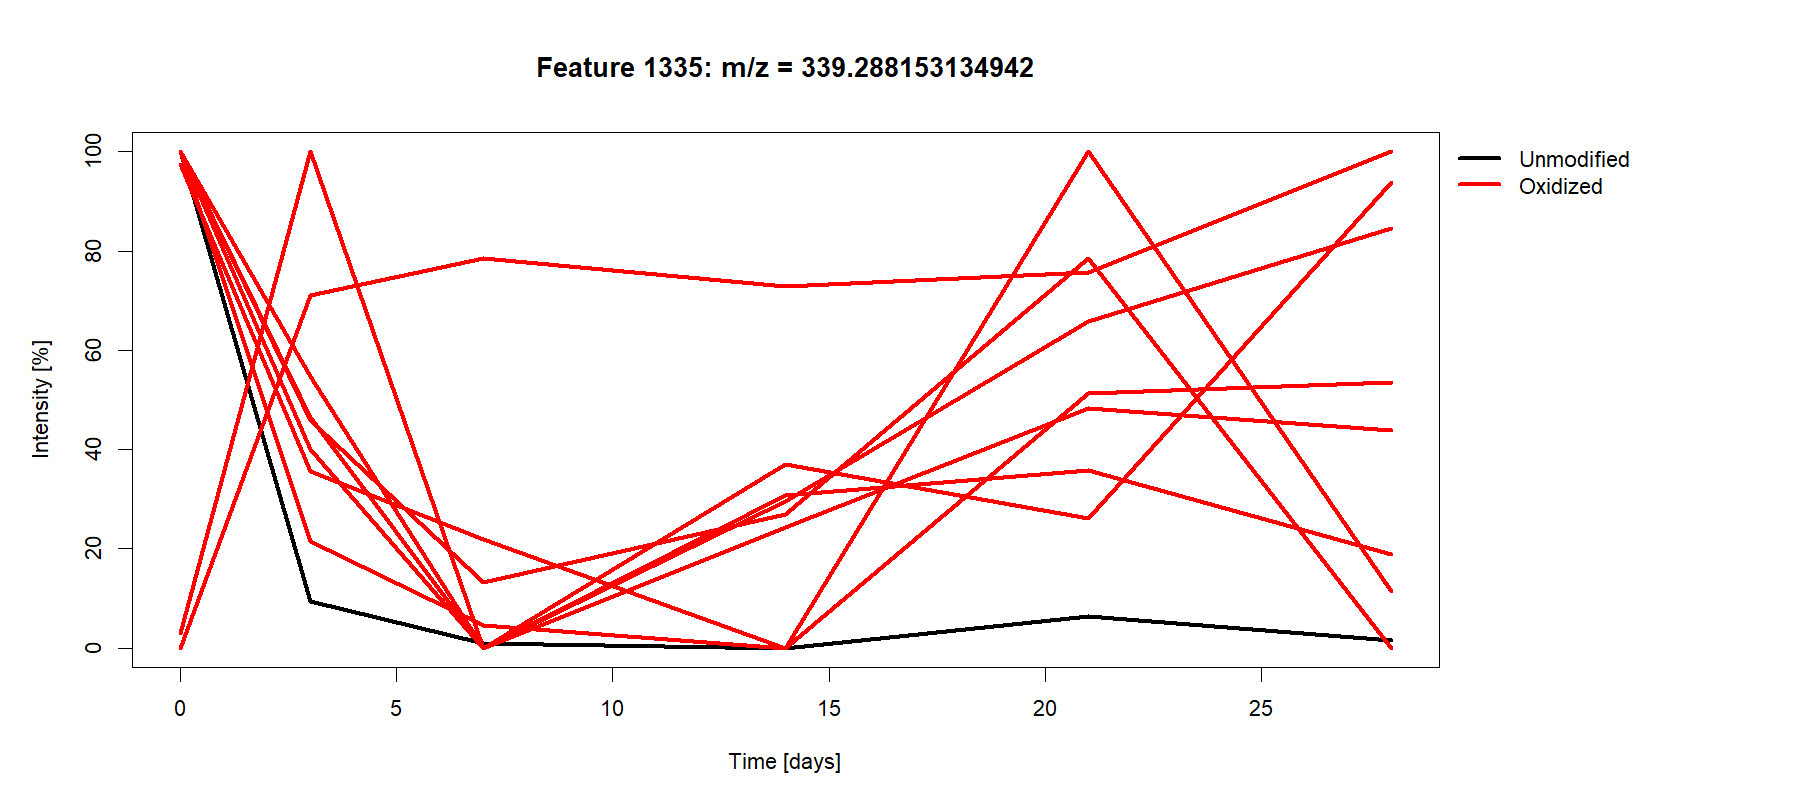 Feature 1335: m/z = 339.288153134942
Unmodified
Oxidized
Intensity [%]
100
80
60
40
20
0
0 5 10 15 20 25
Time [days]